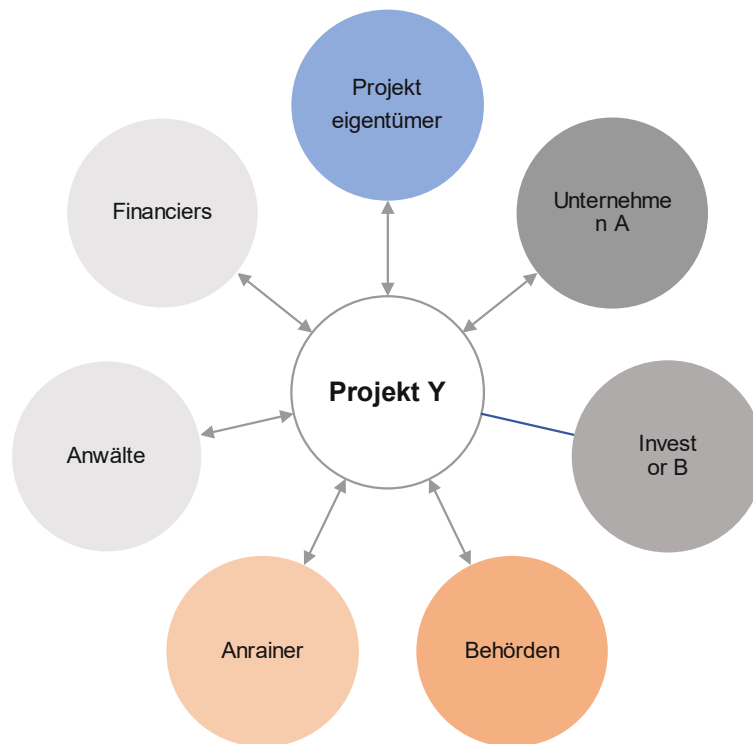 Projekt
eigentümer
Financiers
Unternehme
n A
Projekt Y
Anwälte
Invest
or B
Anrainer
Behörden